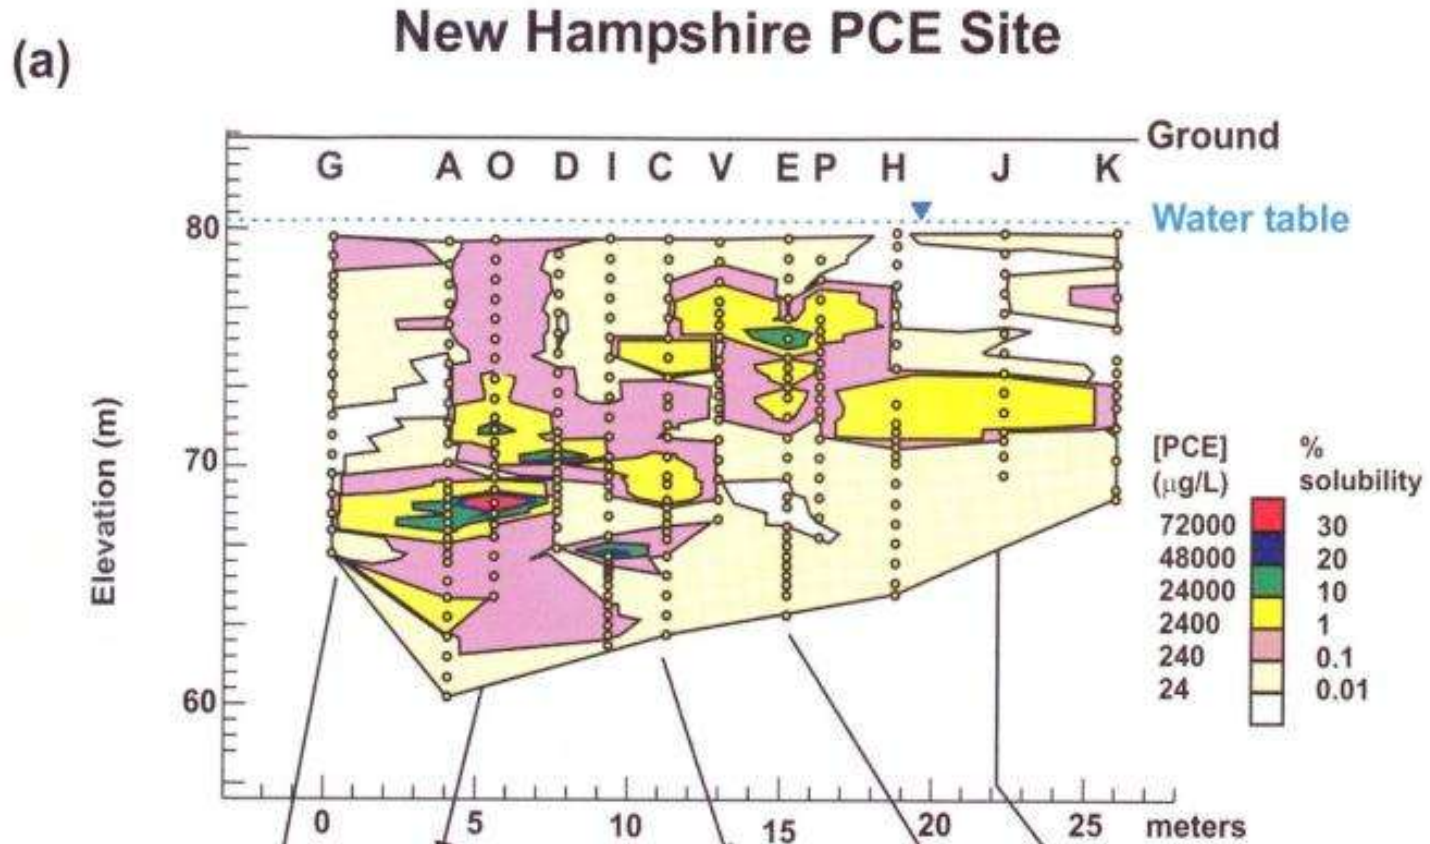 New Hampshire PCE Site
(a)
Ground
G A O D I C V E P H J K
Water table
80
70
60
Elevation (m)
[PCE] %
(μg/L) solubility
72000 30
48000 20
24000 10
2400 1
240 0.1
24 0.01
0 5 10 15 20 25 meters